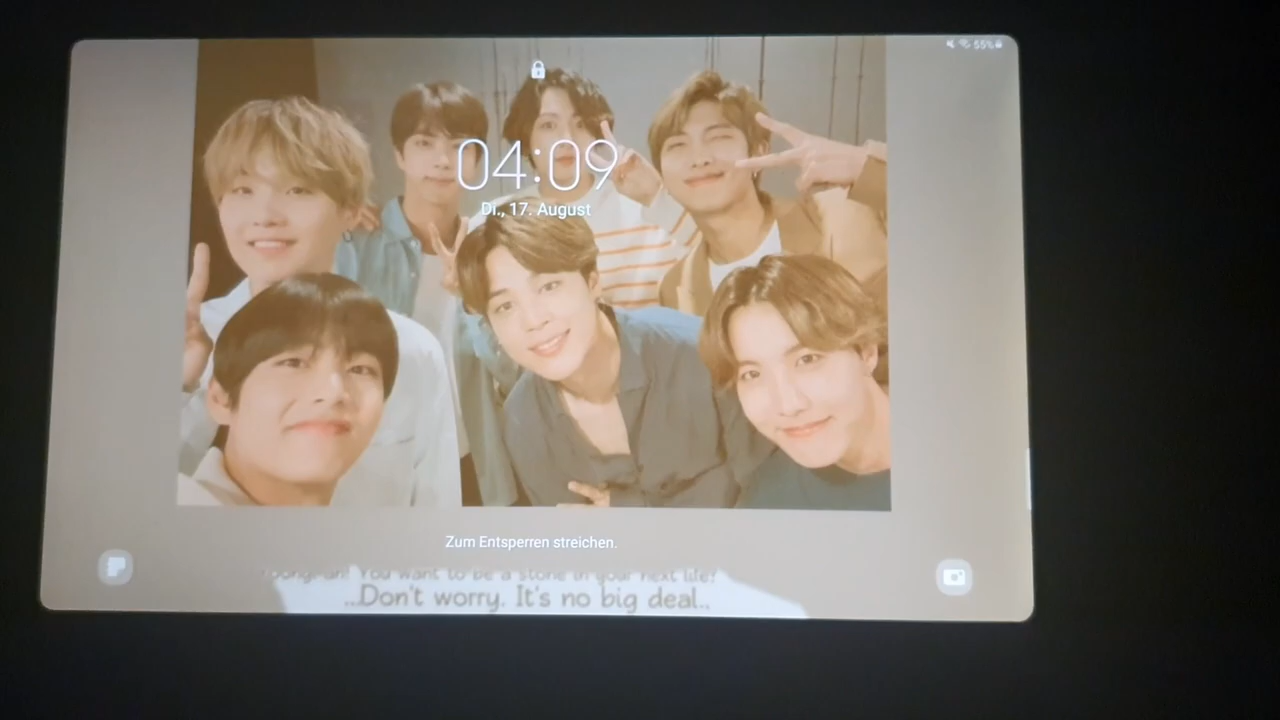 55%
04:09
Di., 17. August
Zum Entsperren streichen.
You want to be a stone in your next life?
...Don't worry. It's no big deal..